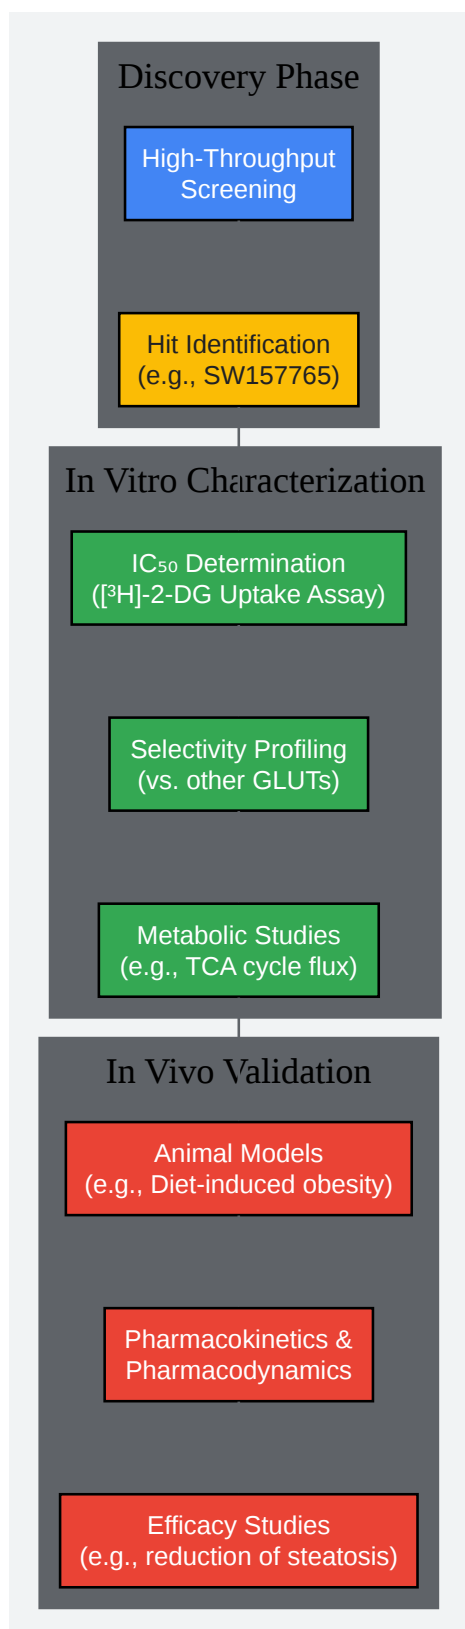 Discovery Phase
High-Throughput
Screening
Hit Identification
(e.g., SW157765)
In Vitro Characterization
IC₅₀ Determination
([³H]-2-DG Uptake Assay)
Selectivity Profiling
(vs. other GLUTs)
Metabolic Studies
(e.g., TCA cycle flux)
In Vivo Validation
Animal Models
(e.g., Diet-induced obesity)
Pharmacokinetics &
Pharmacodynamics
Efficacy Studies
(e.g., reduction of steatosis)